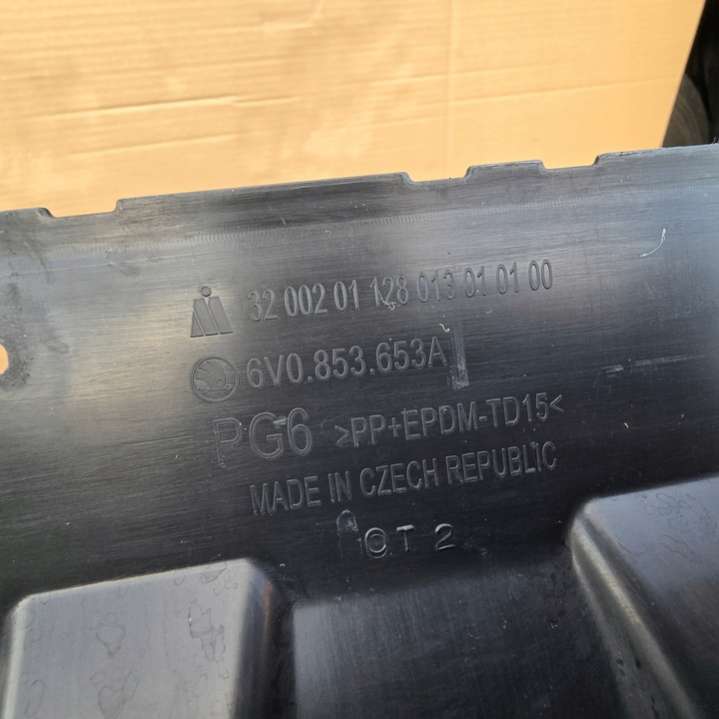 32 002 01 128 013 01 01 00
6V0.853.653A
PG6 >PP+EPDM-TD15<
MADE IN CZECH REPUBLIC
T 2